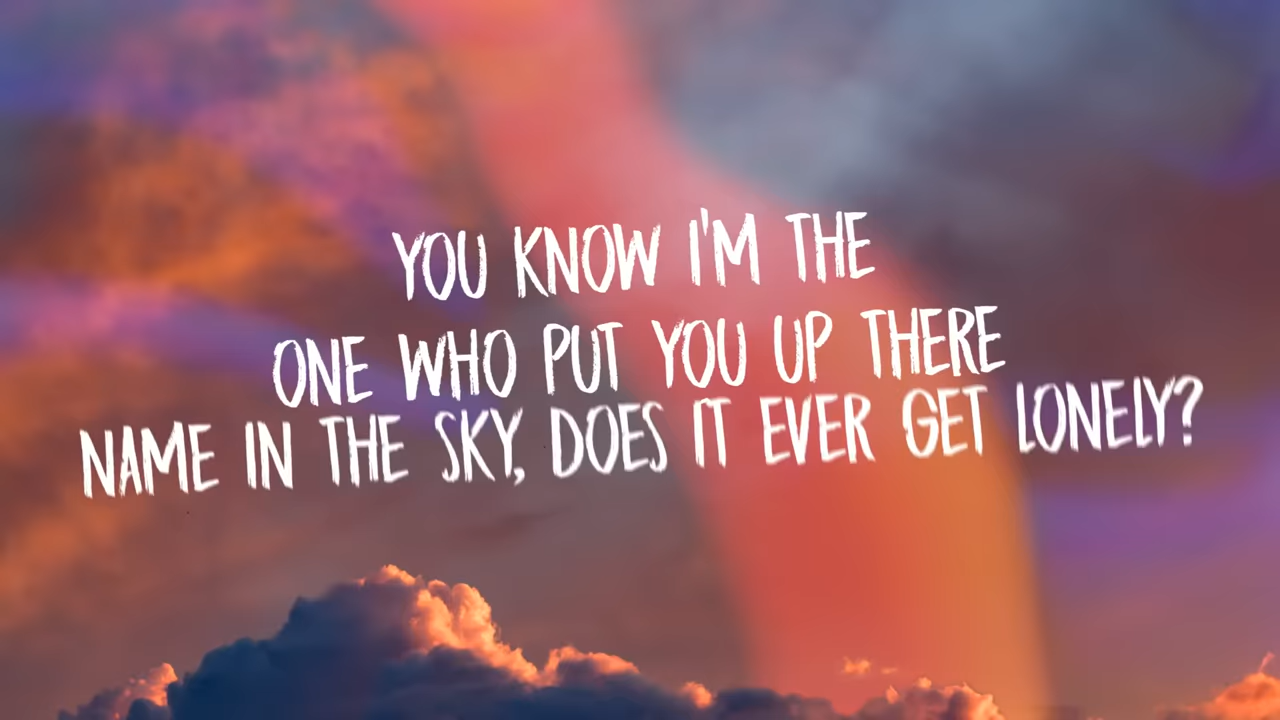 YOU KNOW I'M THE
ONE WHO PUT YOU UP THERE
NAME IN THE SKY, DOES IT EVER GET LONELY?